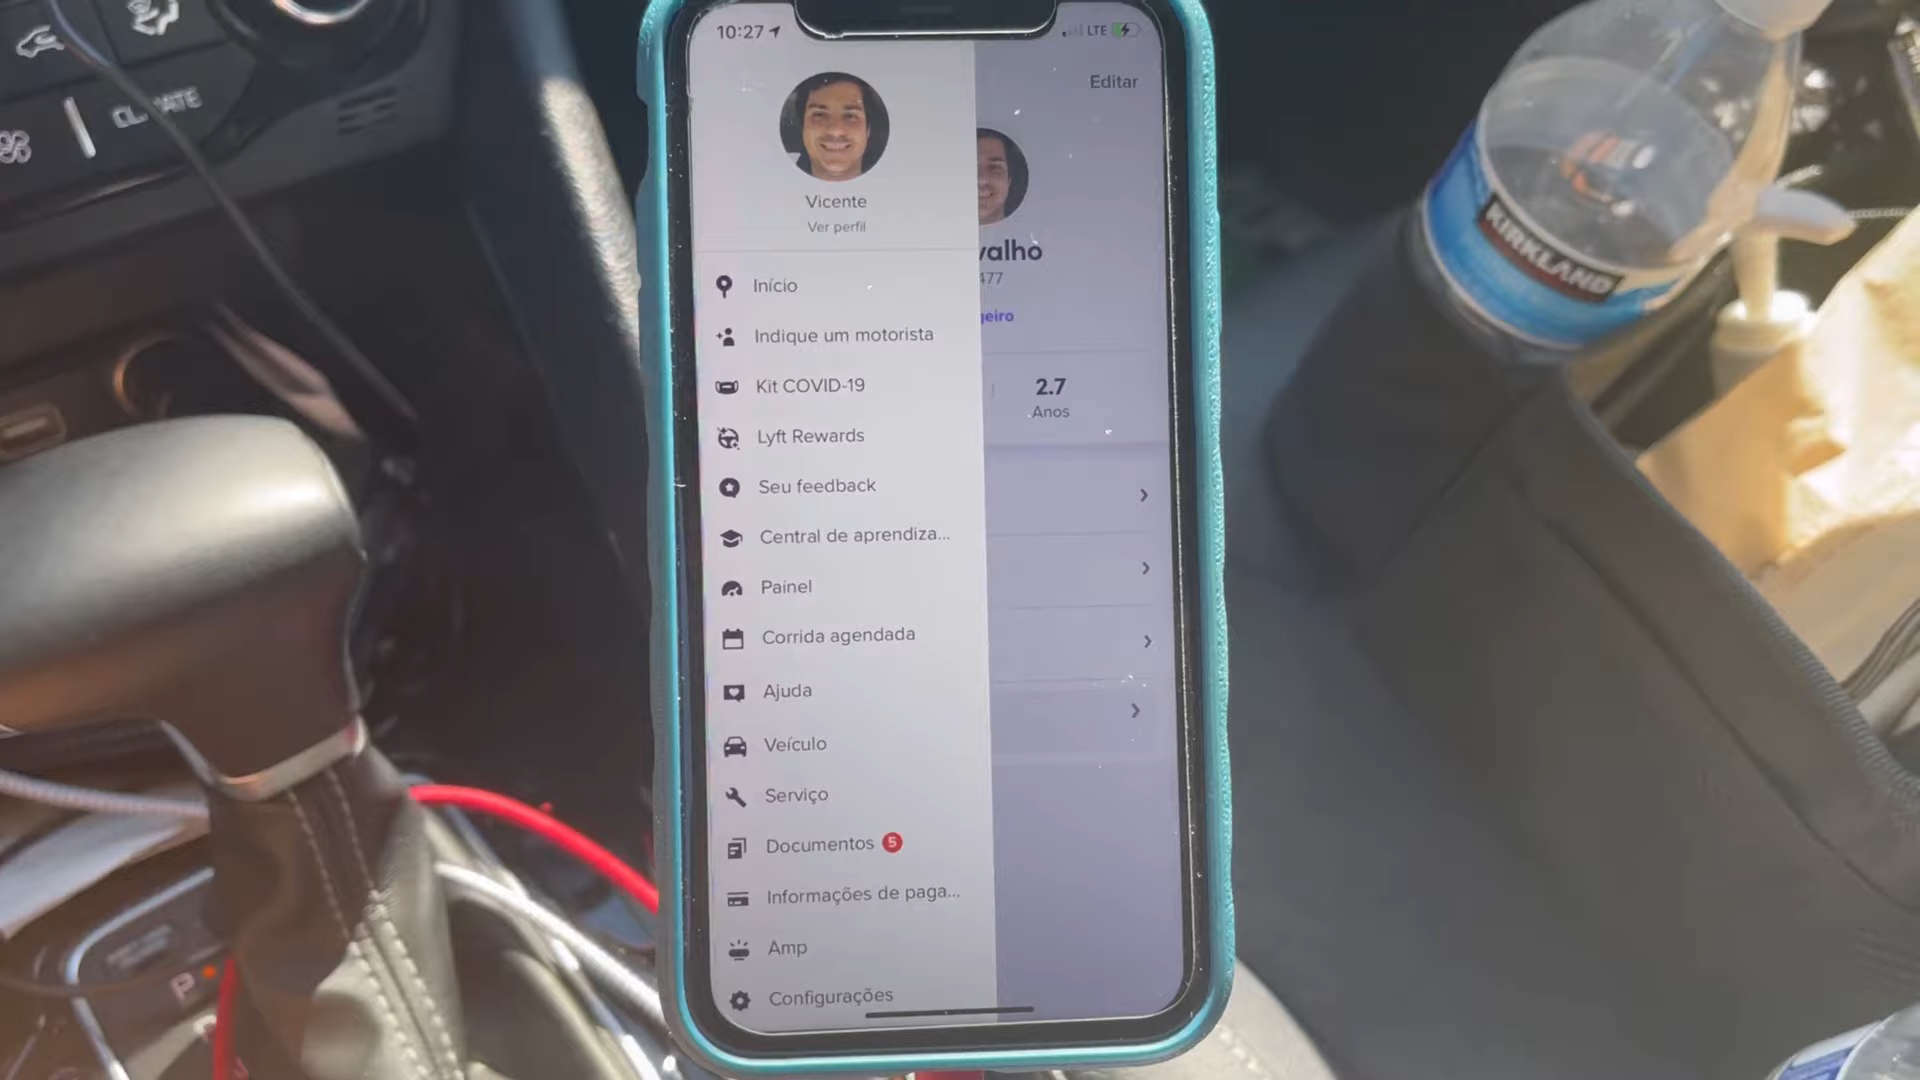 10:27
LTE
Editar
Vicente
Ver perfil
valho
477
geiro
2.7
Anos
Início
Indique um motorista
Kit COVID-19
Lyft Rewards
Seu feedback
Central de aprendiza...
Painel
Corrida agendada
Ajuda
Veículo
Serviço
Documentos 5
Informações de paga...
Amp
Configurações
CLIMATE
KIRKLAND
P